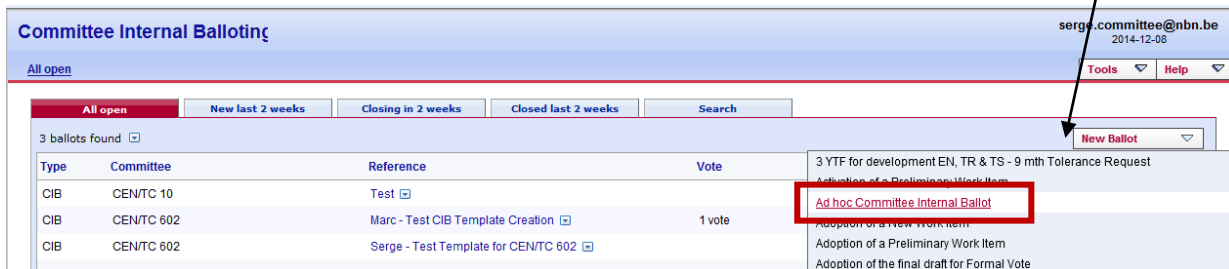 Committee Internal Balloting
serge.committee@nbn.be
2014-12-08
All open
Tools Help
All open New last 2 weeks Closing in 2 weeks Closed last 2 weeks Search
3 ballots found
New Ballot
Type Committee Reference Vote
CIB CEN/TC 10 Test
CIB CEN/TC 602 Marc - Test CIB Template Creation 1 vote
CIB CEN/TC 602 Serge - Test Template for CEN/TC 602
3 YTF for development EN, TR & TS - 9 mth Tolerance Request
Activation of a Preliminary Work Item
Ad hoc Committee Internal Ballot
Adoption of a New Work Item
Adoption of a Preliminary Work Item
Adoption of the final draft for Formal Vote